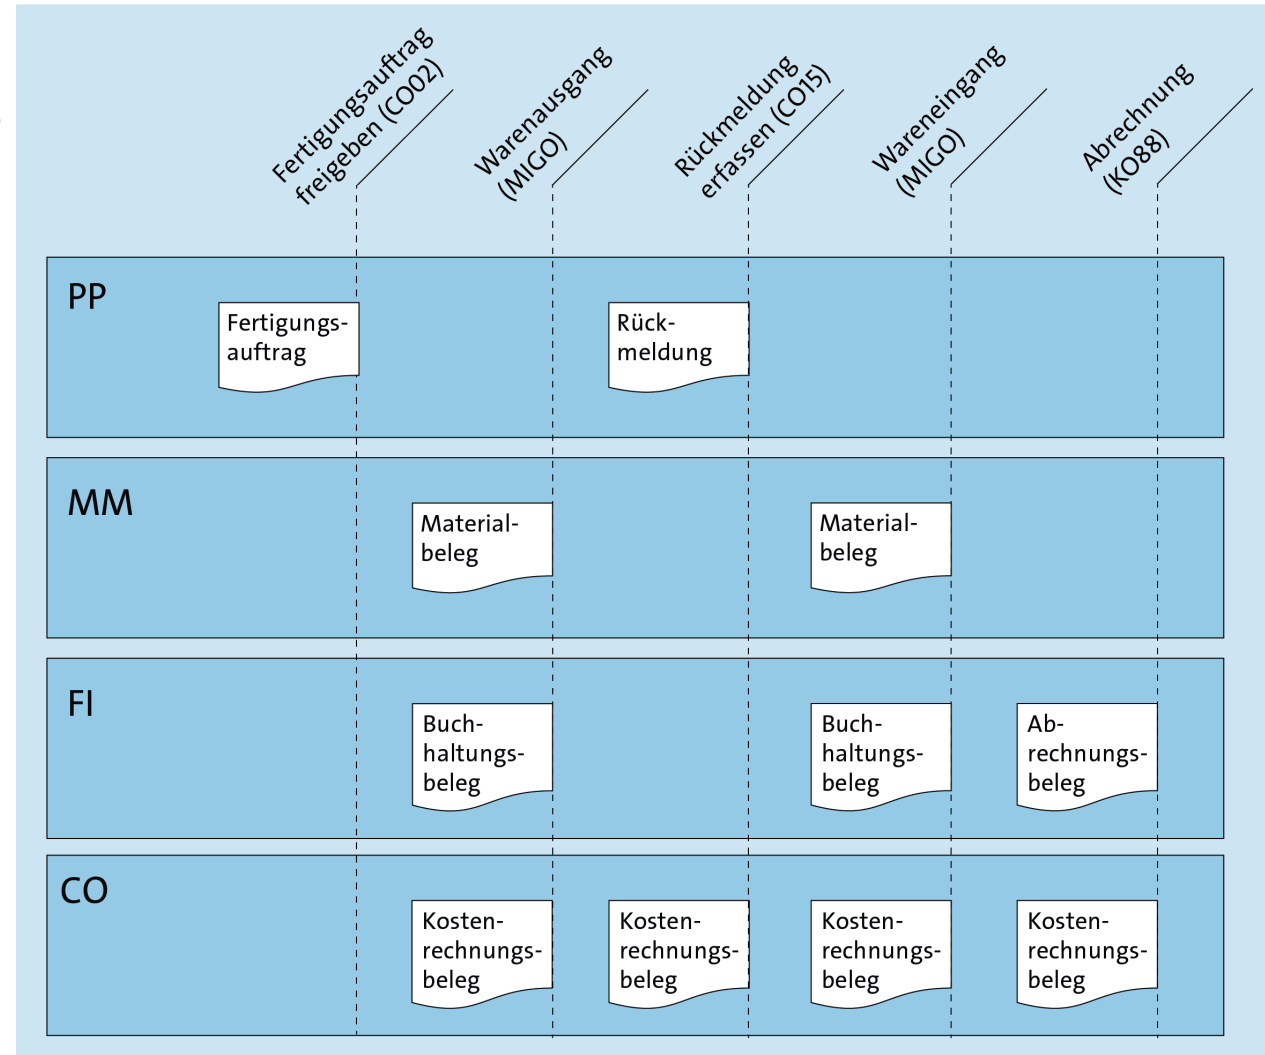 Fertigungsauftrag
freigeben (CO02)
Warenausgang
(MIGO)
Rückmeldung
erfassen (CO15)
Wareneingang
(MIGO)
Abrechnung
(KO88)
PP
Fertigungs-
auftrag
Rück-
meldung
MM
Material-
beleg
Material-
beleg
FI
Buch-
haltungs-
beleg
Buch-
haltungs-
beleg
Ab-
rechnungs-
beleg
CO
Kosten-
rechnungs-
beleg
Kosten-
rechnungs-
beleg
Kosten-
rechnungs-
beleg
Kosten-
rechnungs-
beleg